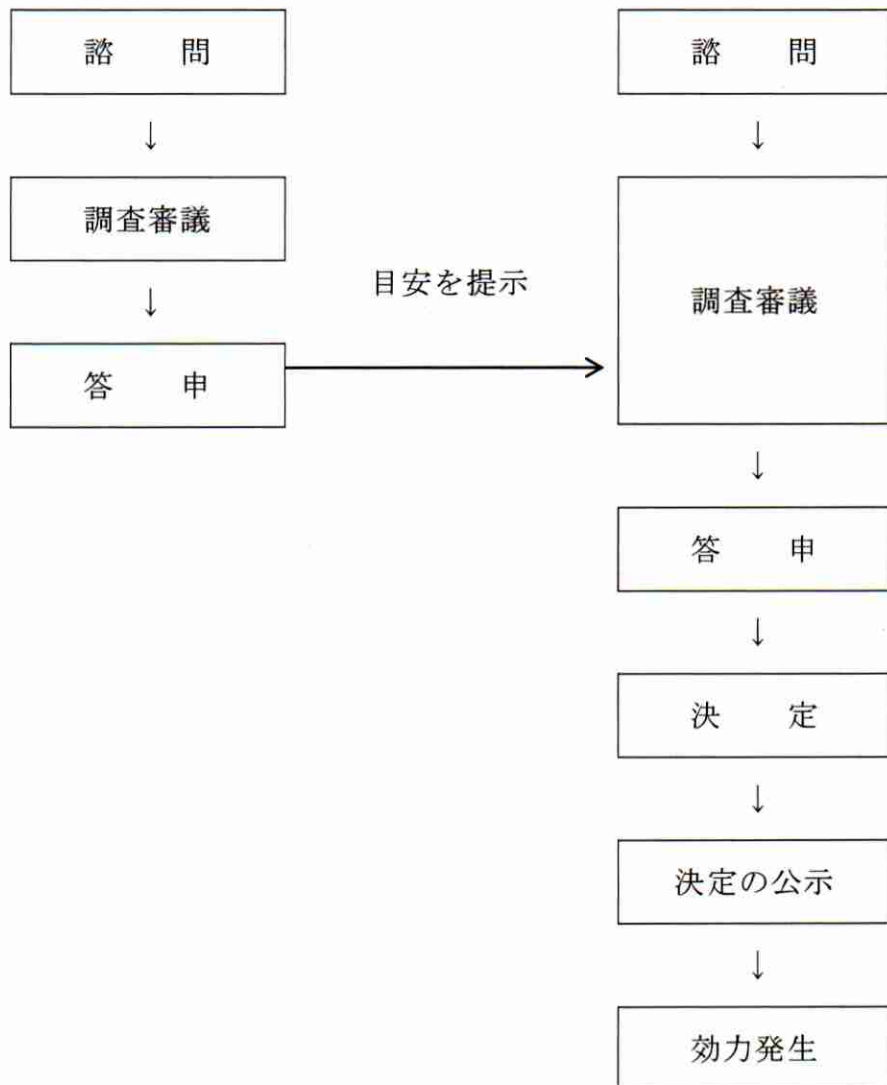 諮 問
↓
調査審議
↓
答 申
目安を提示
諮 問
↓
調査審議
↓
答 申
↓
決 定
↓
決定の公示
↓
効力発生